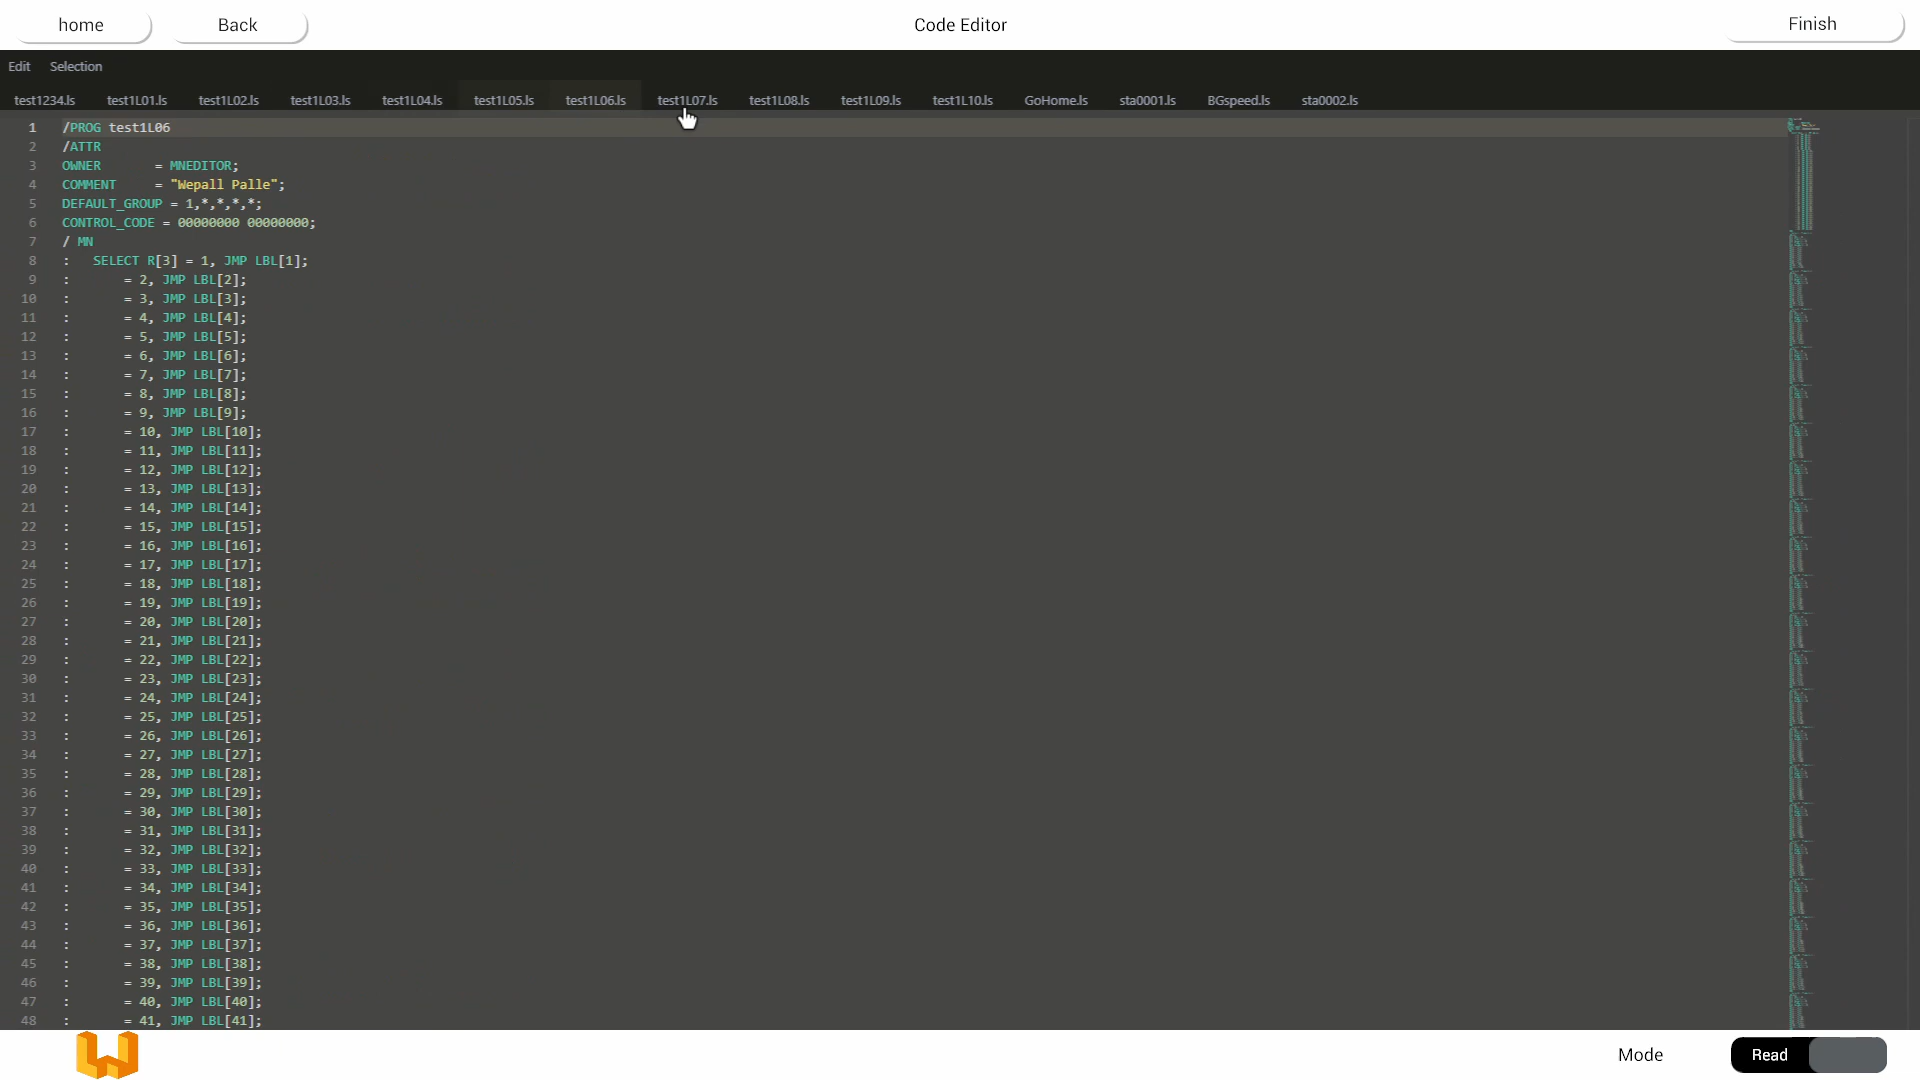 home Back Code Editor Finish
Edit Selection
test1234.ls test1L01.ls test1L02.ls test1L03.ls test1L04.ls test1L05.ls test1L06.ls test1L07.ls test1L08.ls test1L09.ls test1L10.ls GoHome.ls sta0001.ls BGspeed.ls sta0002.ls
1 /PROG test1L06
2 /ATTR
3 OWNER = MNEDITOR;
4 COMMENT = "Wepall Palle";
5 DEFAULT_GROUP = 1,*,*,*,*;
6 CONTROL_CODE = 00000000 00000000;
7 / MN
8 : SELECT R[3] = 1, JMP LBL[1];
9 : = 2, JMP LBL[2];
10 : = 3, JMP LBL[3];
11 : = 4, JMP LBL[4];
12 : = 5, JMP LBL[5];
13 : = 6, JMP LBL[6];
14 : = 7, JMP LBL[7];
15 : = 8, JMP LBL[8];
16 : = 9, JMP LBL[9];
17 : = 10, JMP LBL[10];
18 : = 11, JMP LBL[11];
19 : = 12, JMP LBL[12];
20 : = 13, JMP LBL[13];
21 : = 14, JMP LBL[14];
22 : = 15, JMP LBL[15];
23 : = 16, JMP LBL[16];
24 : = 17, JMP LBL[17];
25 : = 18, JMP LBL[18];
26 : = 19, JMP LBL[19];
27 : = 20, JMP LBL[20];
28 : = 21, JMP LBL[21];
29 : = 22, JMP LBL[22];
30 : = 23, JMP LBL[23];
31 : = 24, JMP LBL[24];
32 : = 25, JMP LBL[25];
33 : = 26, JMP LBL[26];
34 : = 27, JMP LBL[27];
35 : = 28, JMP LBL[28];
36 : = 29, JMP LBL[29];
37 : = 30, JMP LBL[30];
38 : = 31, JMP LBL[31];
39 : = 32, JMP LBL[32];
40 : = 33, JMP LBL[33];
41 : = 34, JMP LBL[34];
42 : = 35, JMP LBL[35];
43 : = 36, JMP LBL[36];
44 : = 37, JMP LBL[37];
45 : = 38, JMP LBL[38];
46 : = 39, JMP LBL[39];
47 : = 40, JMP LBL[40];
48 : = 41, JMP LBL[41];
Mode Read